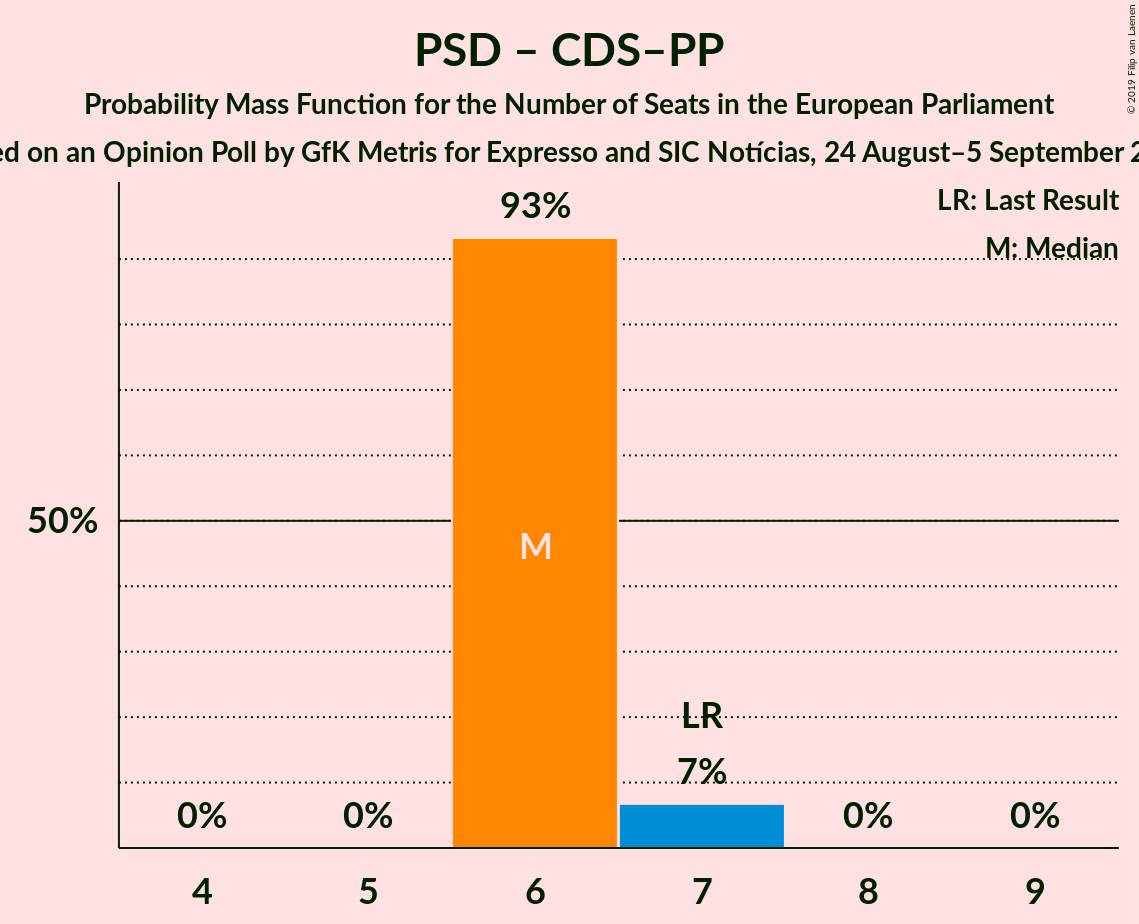 PSD – CDS–PP
Probability Mass Function for the Number of Seats in the European Parliament
on an Opinion Poll by GfK Metris for Expresso and SIC Notícias, 24 August–5 September
© 2019 Filip van Laenen
LR: Last Result
M: Median
93%
50%
M
LR
7%
0%
0%
0%
0%
4
5
6
7
8
9